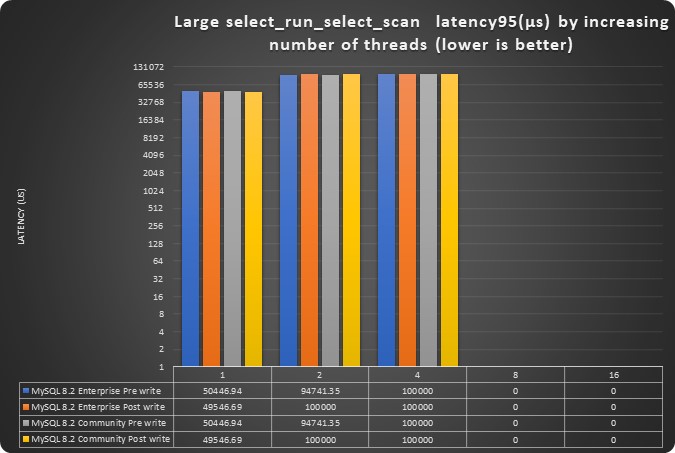 Large select_run_select_scan latency95(µs) by increasing
number of threads (lower is better)
131072
65536
32768
16384
8192
4096
2048
1024
512
256
128
64
32
16
8
4
2
1
LATENCY (US)
1 2 4 8 16
MySQL 8.2 Enterprise Pre write 50446.94 94741.35 100000 0 0
MySQL 8.2 Enterprise Post write 49546.69 100000 100000 0 0
MySQL 8.2 Community Pre write 50446.94 94741.35 100000 0 0
MySQL 8.2 Community Post write 49546.69 100000 100000 0 0